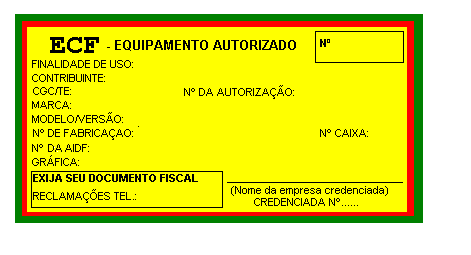 ECF - EQUIPAMENTO AUTORIZADO
Nº
FINALIDADE DE USO:
CONTRIBUINTE:
CGC/TE:
Nº DA AUTORIZAÇÃO:
MARCA:
MODELO/VERSÃO:
Nº DE FABRICAÇAO:
Nº CAIXA:
Nº DA AIDF:
GRÁFICA:
EXIJA SEU DOCUMENTO FISCAL
RECLAMAÇÕES TEL.:
(Nome da empresa credenciada)
CREDENCIADA Nº......